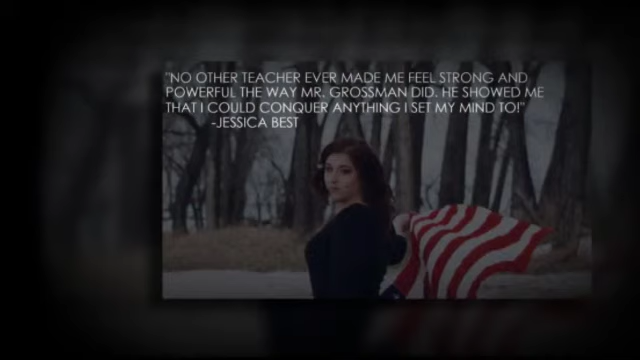 "NO OTHER TEACHER EVER MADE ME FEEL STRONG AND
POWERFUL THE WAY MR. GROSSMAN DID. HE SHOWED ME
THAT I COULD CONQUER ANYTHING I SET MY MIND TO!"
-JESSICA BEST